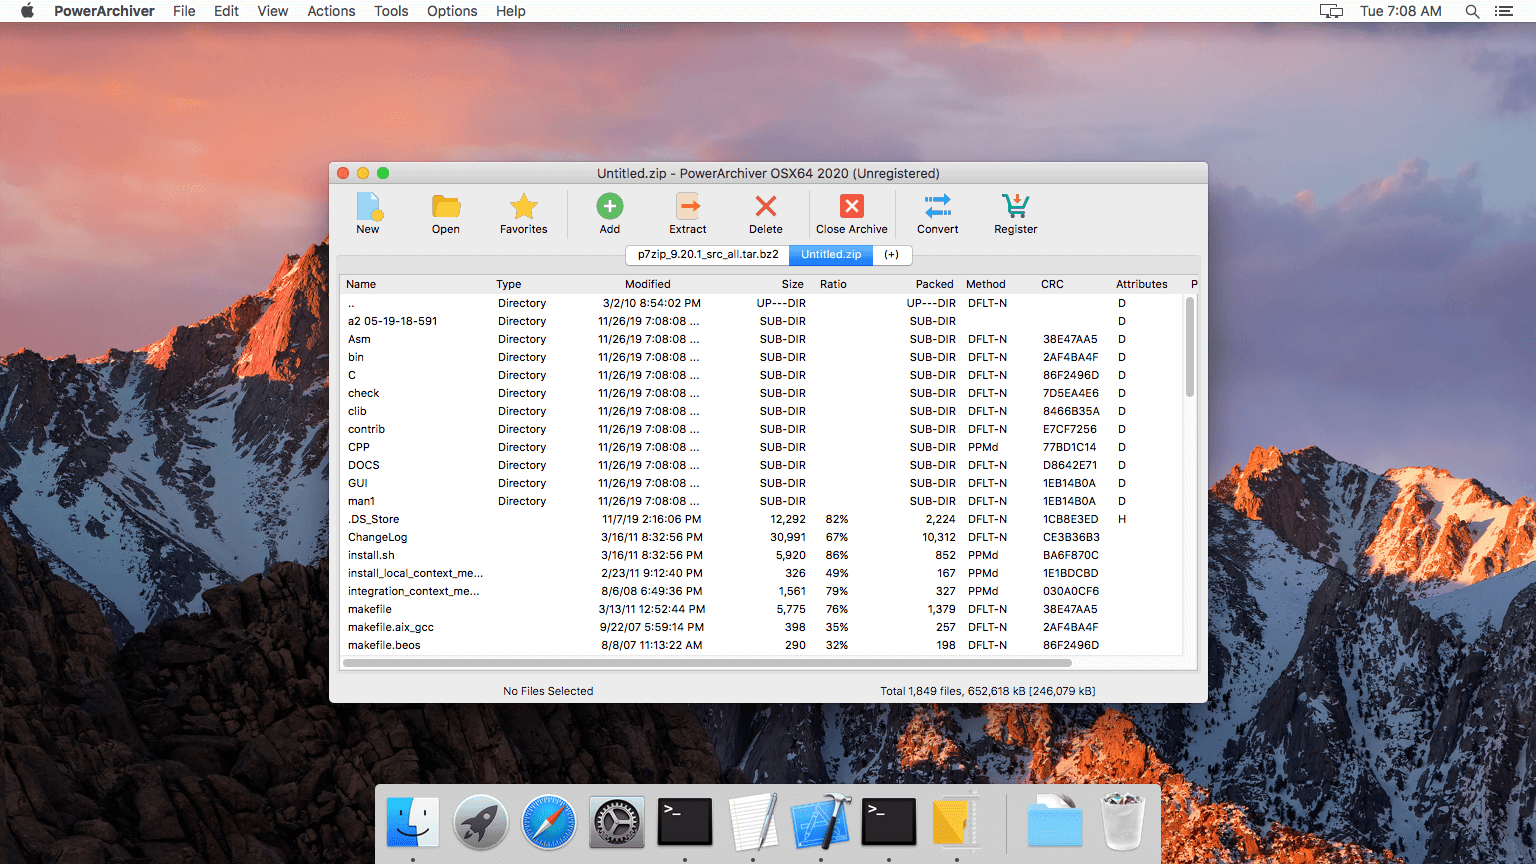 PowerArchiver File Edit View Actions Tools Options Help Tue 7:08 AM
Untitled.zip - PowerArchiver OSX64 2020 (Unregistered)
New Open Favorites Add Extract Delete Close Archive Convert Register
p7zip_9.20.1_src_all.tar.bz2 Untitled.zip (+)
Name Type Modified Size Ratio Packed Method CRC Attributes P
.. Directory 3/2/10 8:54:02 PM UP---DIR UP---DIR DFLT-N D
a2 05-19-18-591 Directory 11/26/19 7:08:08 ... SUB-DIR SUB-DIR D
Asm Directory 11/26/19 7:08:08 ... SUB-DIR SUB-DIR DFLT-N 38E47AA5 D
bin Directory 11/26/19 7:08:08 ... SUB-DIR SUB-DIR DFLT-N 2AF4BA4F D
C Directory 11/26/19 7:08:08 ... SUB-DIR SUB-DIR DFLT-N 86F2496D D
check Directory 11/26/19 7:08:08 ... SUB-DIR SUB-DIR DFLT-N 7D5EA4E6 D
clib Directory 11/26/19 7:08:08 ... SUB-DIR SUB-DIR DFLT-N 8466B35A D
contrib Directory 11/26/19 7:08:08 ... SUB-DIR SUB-DIR DFLT-N E7CF7256 D
CPP Directory 11/26/19 7:08:08 ... SUB-DIR SUB-DIR PPMd 77BD1C14 D
DOCS Directory 11/26/19 7:08:08 ... SUB-DIR SUB-DIR DFLT-N D8642E71 D
GUI Directory 11/26/19 7:08:08 ... SUB-DIR SUB-DIR DFLT-N 1EB14B0A D
man1 Directory 11/26/19 7:08:08 ... SUB-DIR SUB-DIR DFLT-N 1EB14B0A D
.DS_Store 11/7/19 2:16:06 PM 12,292 82% 2,224 DFLT-N 1CB8E3ED H
ChangeLog 3/16/11 8:32:56 PM 30,991 67% 10,312 DFLT-N CE3B36B3
install.sh 3/16/11 8:32:56 PM 5,920 86% 852 PPMd BA6F870C
install_local_context_me... 2/23/11 9:12:40 PM 326 49% 167 PPMd 1E1BDCBD
integration_context_me... 8/6/08 6:49:36 PM 1,561 79% 327 PPMd 030A0CF6
makefile 3/13/11 12:52:44 PM 5,775 76% 1,379 DFLT-N 38E47AA5
makefile.aix_gcc 9/22/07 5:59:14 PM 398 35% 257 DFLT-N 2AF4BA4F
makefile.beos 8/8/07 11:13:22 AM 290 32% 198 DFLT-N 86F2496D
No Files Selected Total 1,849 files, 652,618 kB [246,079 kB]
>_ >_